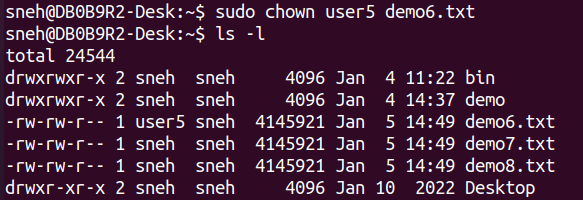 sneh@DB0B9R2-Desk:~$ sudo chown user5 demo6.txt
sneh@DB0B9R2-Desk:~$ ls -l
total 24544
drwxrwxr-x 2 sneh  sneh     4096 Jan  4 11:22 bin
drwxrwxr-x 2 sneh  sneh     4096 Jan  4 14:37 demo
-rw-rw-r-- 1 user5 sneh  4145921 Jan  5 14:49 demo6.txt
-rw-rw-r-- 1 sneh  sneh  4145921 Jan  5 14:49 demo7.txt
-rw-rw-r-- 1 sneh  sneh  4145921 Jan  5 14:49 demo8.txt
drwxr-xr-x 2 sneh  sneh     4096 Jan 10  2022 Desktop